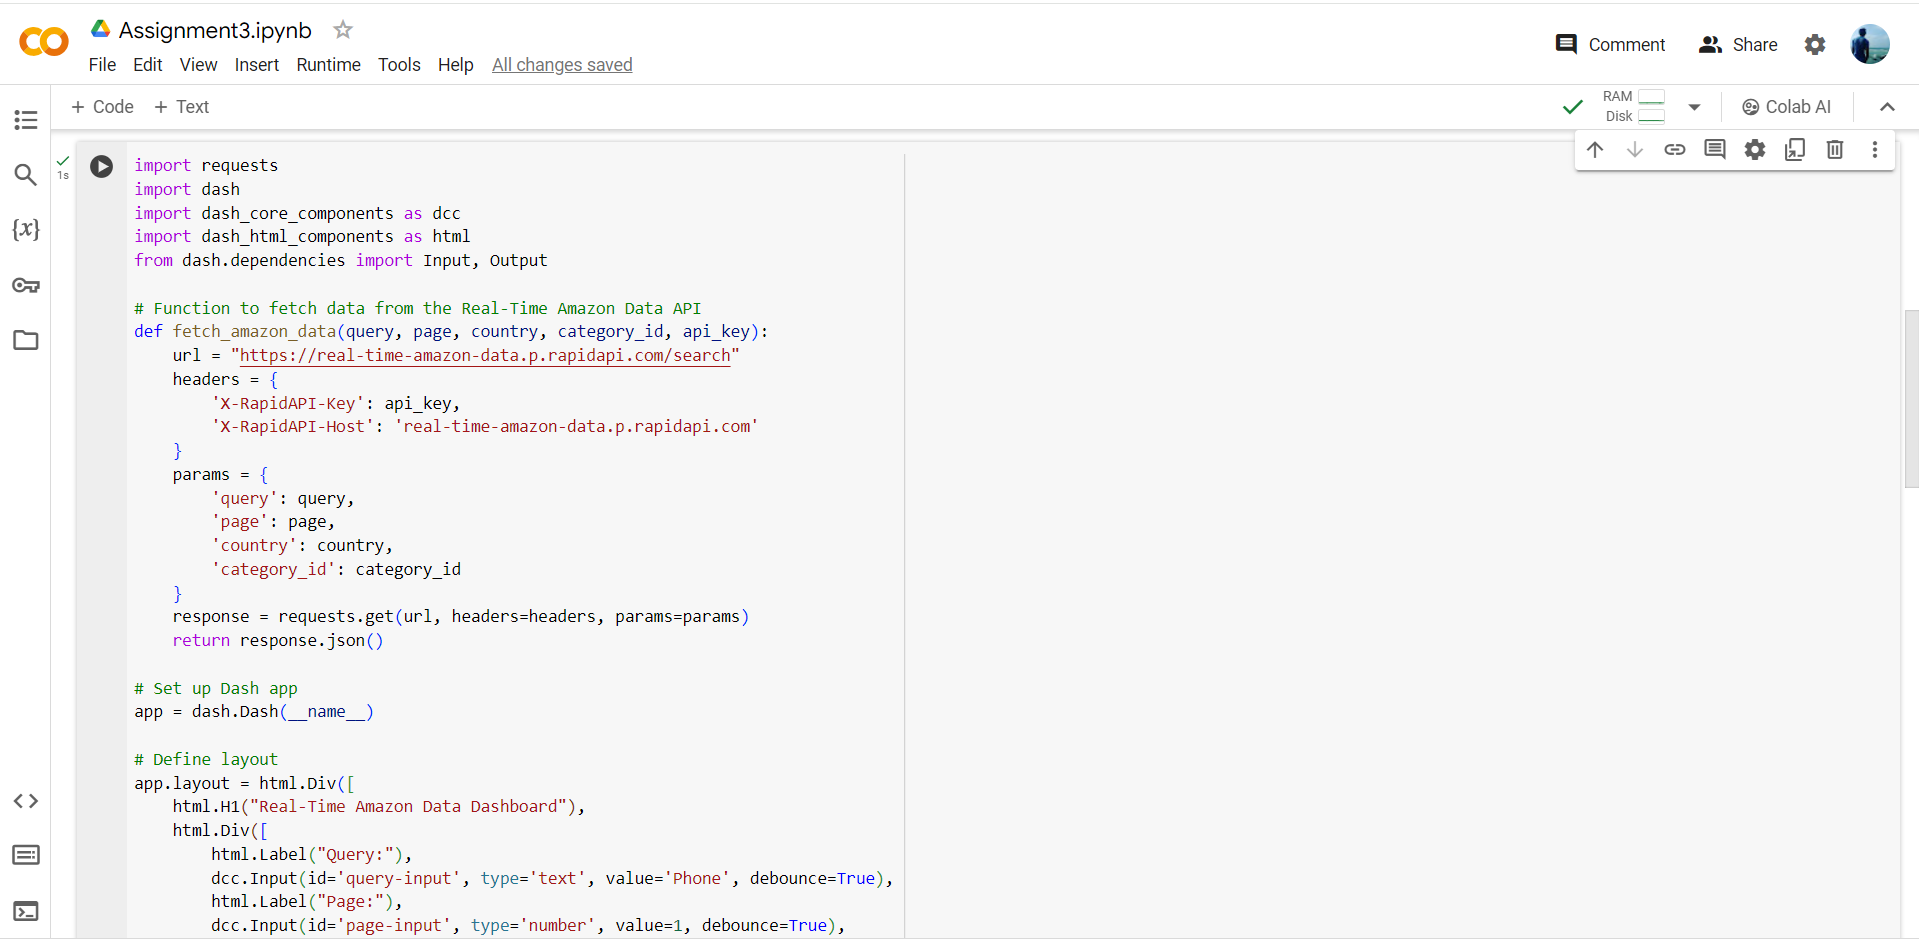 Assignment3.ipynb
File Edit View Insert Runtime Tools Help All changes saved
Comment Share
+ Code + Text
RAM
Disk
Colab AI
1s
{x}
import requests
import dash
import dash_core_components as dcc
import dash_html_components as html
from dash.dependencies import Input, Output

# Function to fetch data from the Real-Time Amazon Data API
def fetch_amazon_data(query, page, country, category_id, api_key):
    url = "https://real-time-amazon-data.p.rapidapi.com/search"
    headers = {
        'X-RapidAPI-Key': api_key,
        'X-RapidAPI-Host': 'real-time-amazon-data.p.rapidapi.com'
    }
    params = {
        'query': query,
        'page': page,
        'country': country,
        'category_id': category_id
    }
    response = requests.get(url, headers=headers, params=params)
    return response.json()

# Set up Dash app
app = dash.Dash(__name__)

# Define layout
app.layout = html.Div([
    html.H1("Real-Time Amazon Data Dashboard"),
    html.Div([
        html.Label("Query:"),
        dcc.Input(id='query-input', type='text', value='Phone', debounce=True),
        html.Label("Page:"),
        dcc.Input(id='page-input', type='number', value=1, debounce=True),